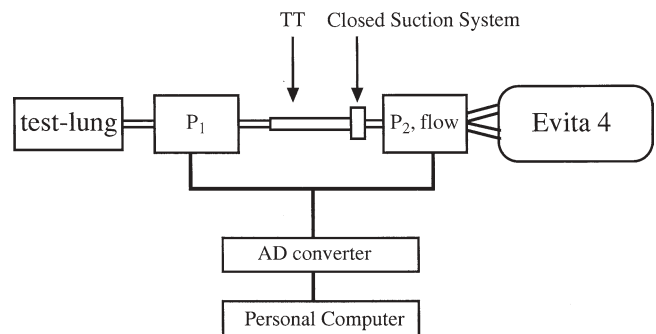 TT
Closed Suction System
test-lung
P₁
P₂, flow
Evita 4
AD converter
Personal Computer